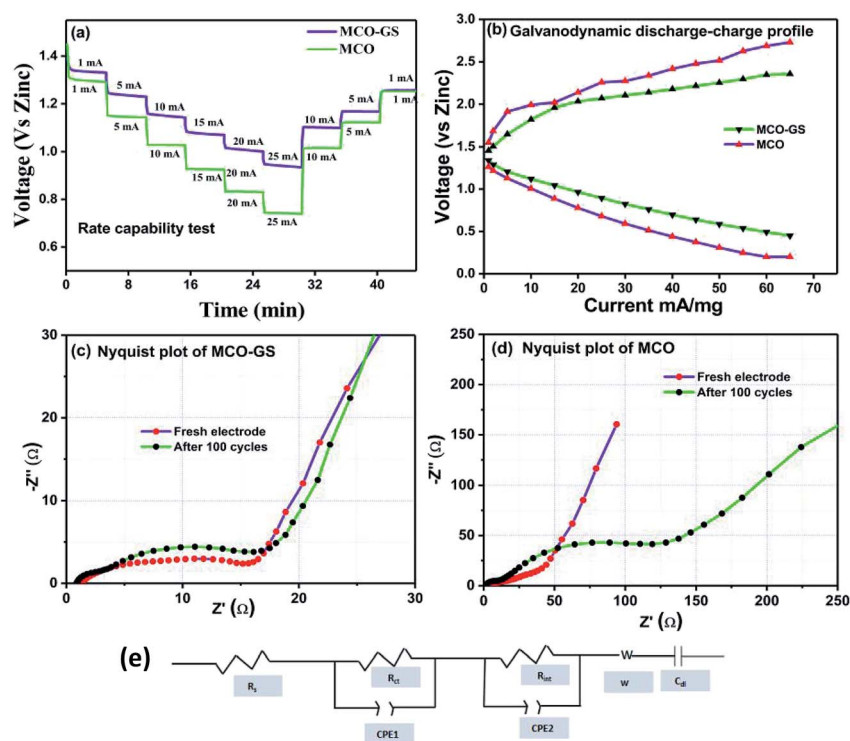 (a)
MCO-GS
MCO
1 mA
1 mA
5 mA
5 mA
10 mA
10 mA
15 mA
15 mA
20 mA
20 mA
20 mA
25 mA
25 mA
10 mA
10 mA
5 mA
5 mA
1 mA
1 mA
Rate capability test
Voltage (Vs Zinc)
1.4
1.2
1.0
0.8
0.6
0 8 16 24 32 40
Time (min)
(b) Galvanodynamic discharge-charge profile
MCO-GS
MCO
Voltage (vs Zinc)
3.0
2.5
2.0
1.5
1.0
0.5
0.0
0 10 20 30 40 50 60 70
Current mA/mg
(c) Nyquist plot of MCO-GS
Fresh electrode
After 100 cycles
-Z'' (Ω)
30
20
10
0
0 10 20 30
Z' (Ω)
(d) Nyquist plot of MCO
Fresh electrode
After 100 cycles
-Z'' (Ω)
250
200
150
100
50
0
0 50 100 150 200 250
Z' (Ω)
(e)
Rs
Rct
CPE1
Rint
CPE2
W
W
Cdl